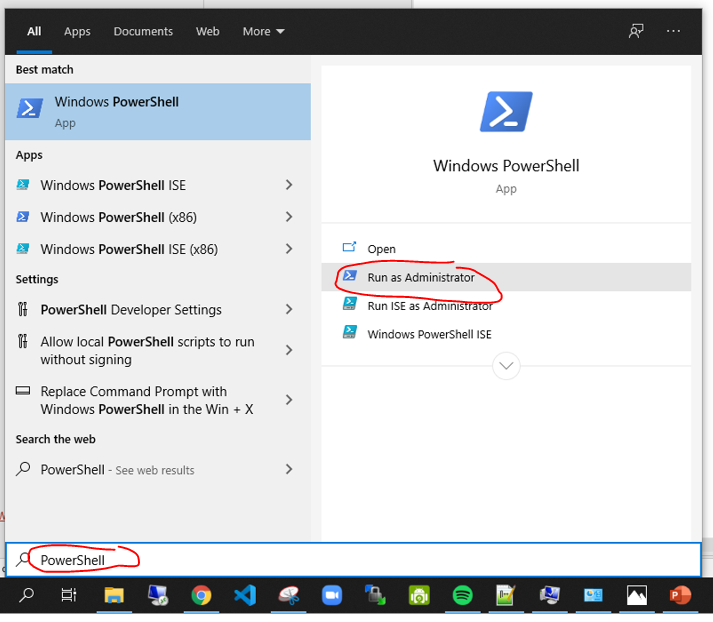 All Apps Documents Web More
Best match
Windows PowerShell
App
Apps
Windows PowerShell ISE
Windows PowerShell (x86)
Windows PowerShell ISE (x86)
Settings
PowerShell Developer Settings
Allow local PowerShell scripts to run
without signing
Replace Command Prompt with
Windows PowerShell in the Win + X
Search the web
PowerShell - See web results
Windows PowerShell
App
Open
Run as Administrator
Run ISE as Administrator
Windows PowerShell ISE
PowerShell